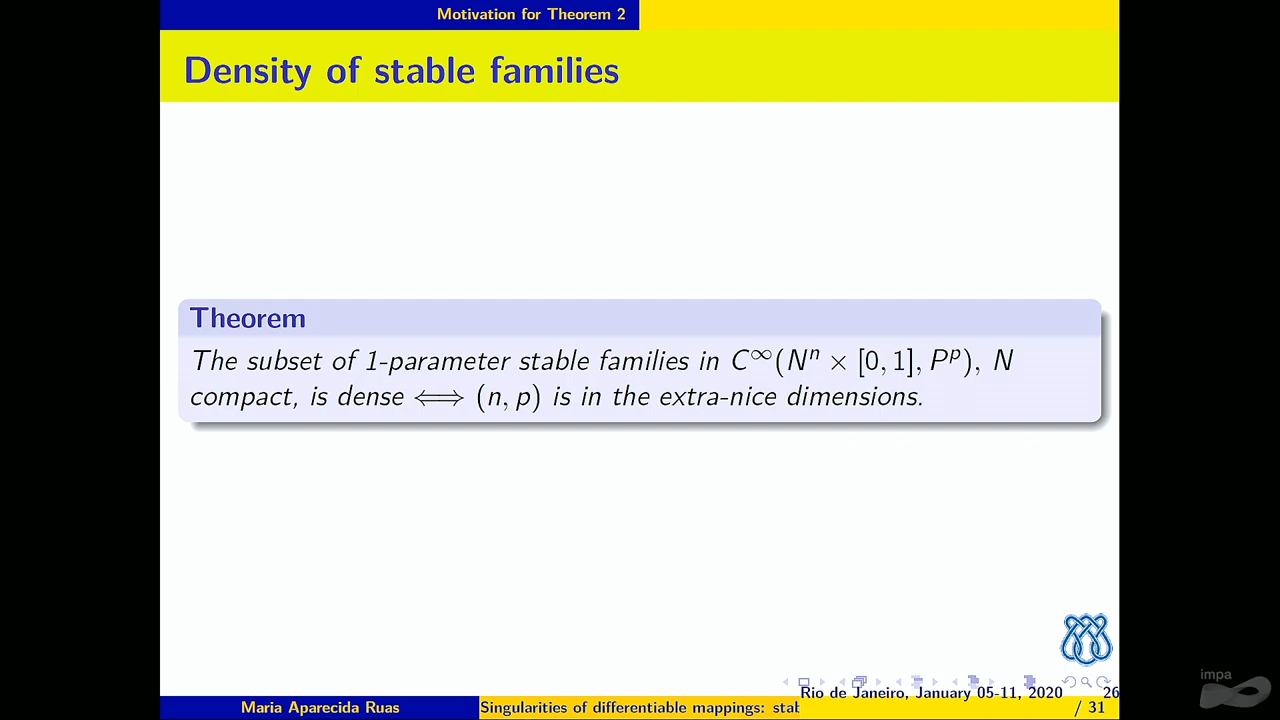 Motivation for Theorem 2
Density of stable families
Theorem
The subset of 1-parameter stable families in C^∞(N^n × [0, 1], P^p), N
compact, is dense ⟺ (n, p) is in the extra-nice dimensions.
impa
Rio de Janeiro, January 05-11, 2020 26
Maria Aparecida Ruas Singularities of differentiable mappings: stab / 31